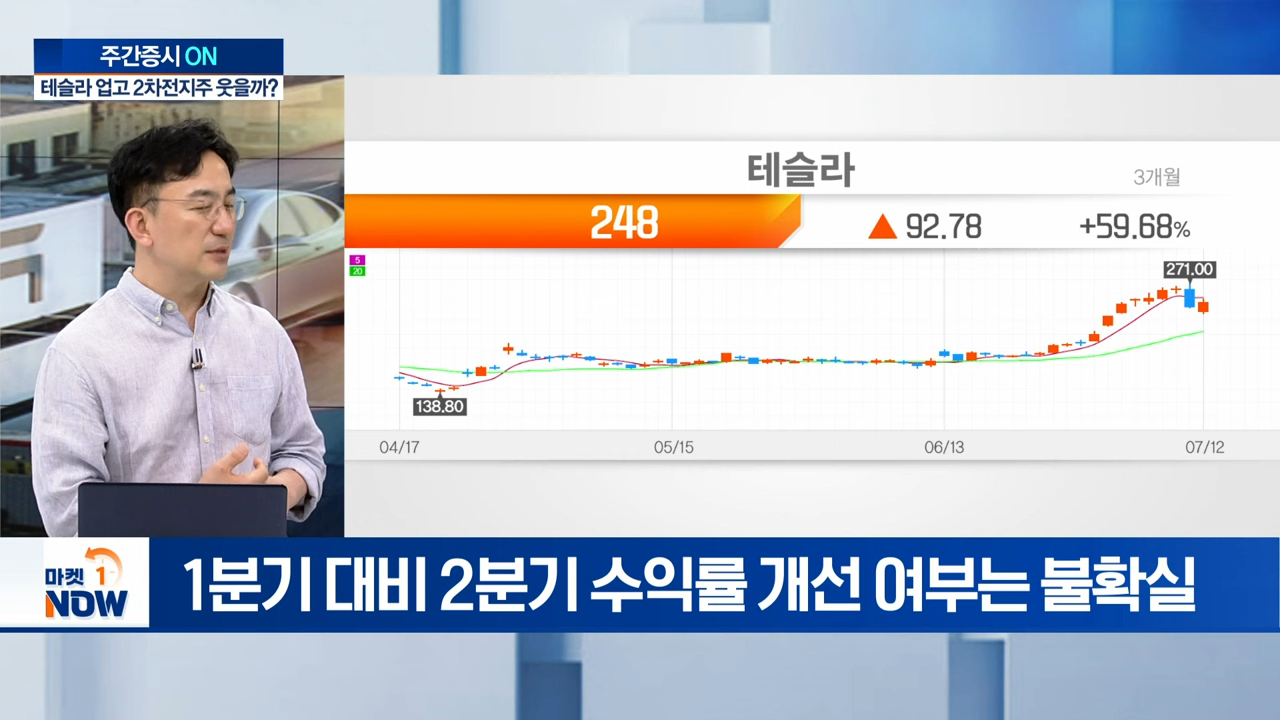 주간증시 ON
테슬라 업고 2차전지주 웃을까?
테슬라
3개월
248
▲ 92.78
+59.68%
5
20
271.00
138.80
04/17
05/15
06/13
07/12
마켓 1
NOW
1분기 대비 2분기 수익률 개선 여부는 불확실